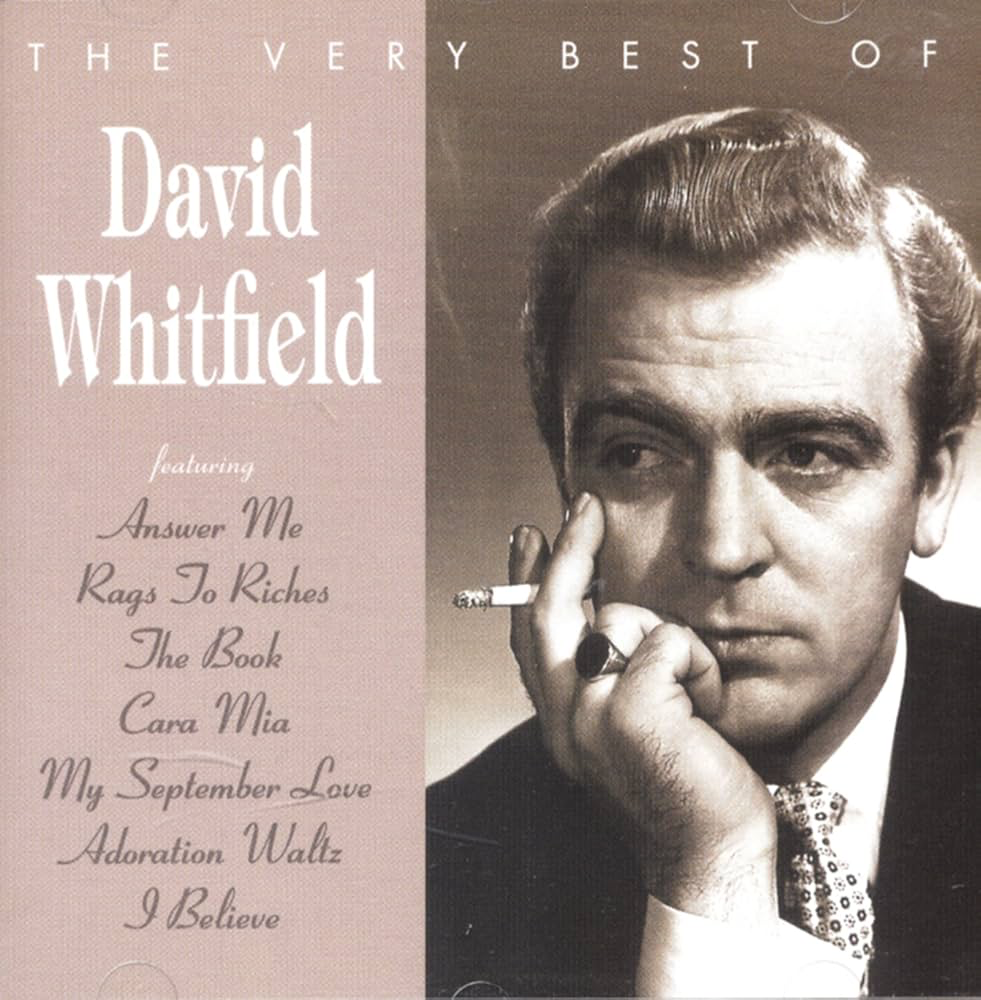 THE VERY BEST OF
David
Whitfield
featuring
Answer Me
Rags To Riches
The Book
Cara Mia
My September Love
Adoration Waltz
I Believe